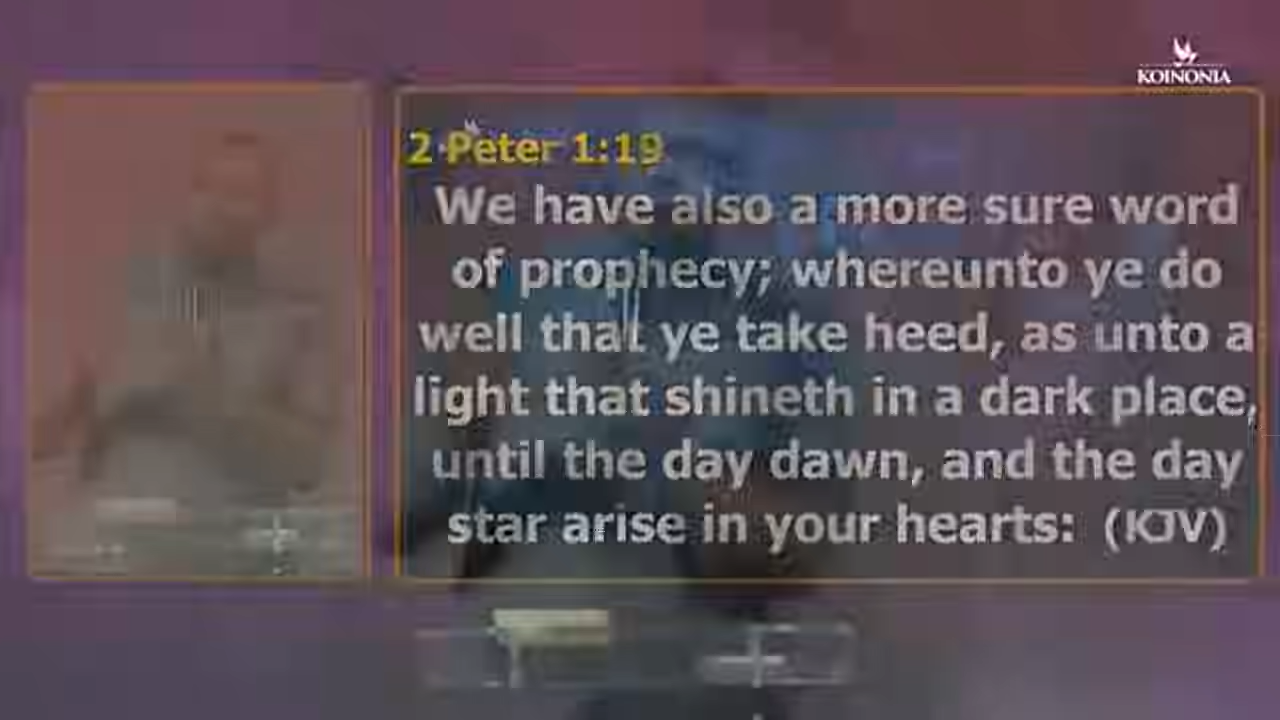 KOINONIA
2 Peter 1:19
We have also a more sure word
of prophecy; whereunto ye do
well that ye take heed, as unto a
light that shineth in a dark place,
until the day dawn, and the day
star arise in your hearts: (KJV)